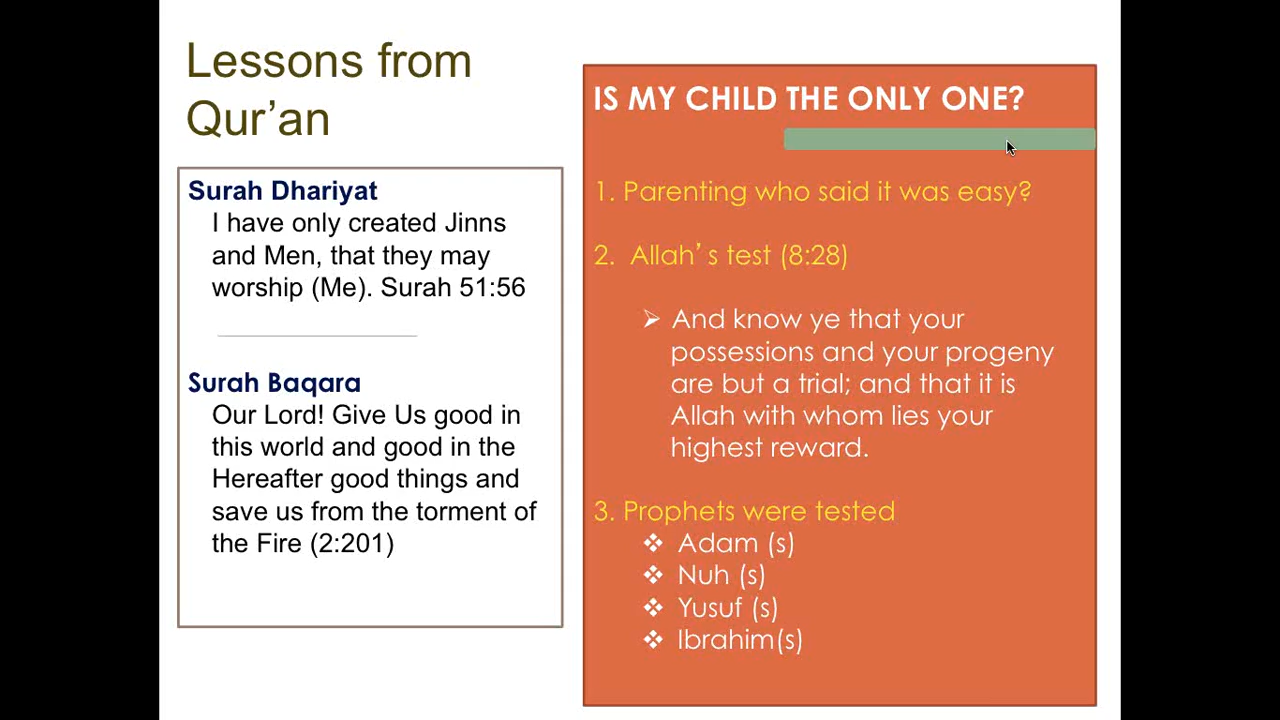 Lessons from
Qur’an
Surah Dhariyat
I have only created Jinns
and Men, that they may
worship (Me). Surah 51:56
Surah Baqara
Our Lord! Give Us good in
this world and good in the
Hereafter good things and
save us from the torment of
the Fire (2:201)
IS MY CHILD THE ONLY ONE?
1. Parenting who said it was easy?
2. Allah’s test (8:28)
➢ And know ye that your
possessions and your progeny
are but a trial; and that it is
Allah with whom lies your
highest reward.
3. Prophets were tested
❖ Adam (s)
❖ Nuh (s)
❖ Yusuf (s)
❖ Ibrahim(s)